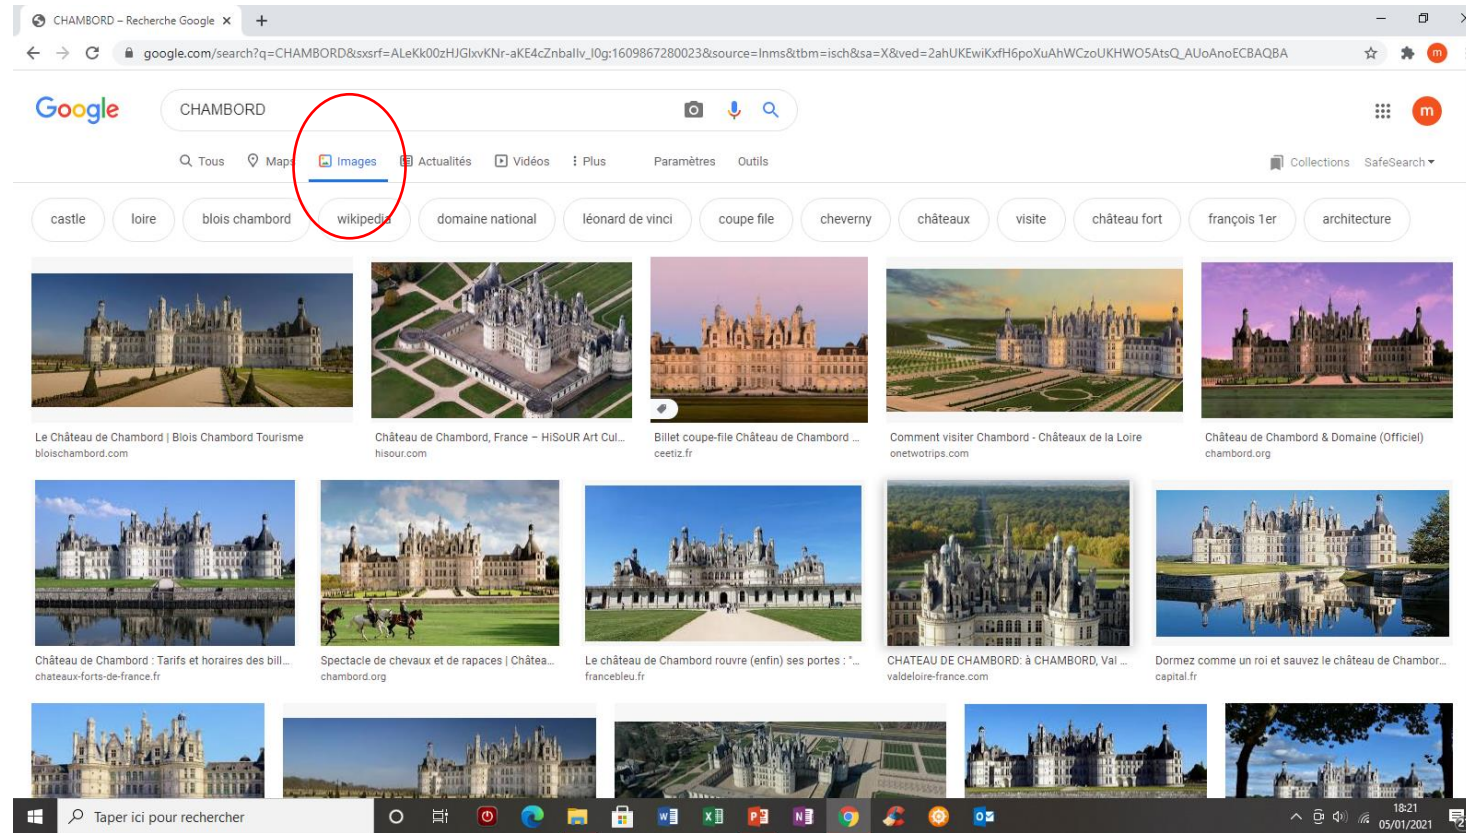 CHAMBORD – Recherche Google
google.com/search?q=CHAMBORD&sxsrf=ALeKk00zHJGlxvKNr-aKE4cZnballv_l0g:1609867280023&source=lnms&tbm=isch&sa=X&ved=2ahUKEwiKxfH6poXuAhWCzoUKHWO5AtsQ_AUoAnoECBAQBA
m
Google CHAMBORD m
Tous Maps Images Actualités Vidéos Plus Paramètres Outils Collections SafeSearch
castle loire blois chambord wikipedia domaine national léonard de vinci coupe file cheverny châteaux visite château fort françois 1er architecture
Le Château de Chambord | Blois Chambord Tourisme
bloischambord.com
Château de Chambord, France – HiSoUR Art Cul...
hisour.com
Billet coupe-file Château de Chambord ...
ceetiz.fr
Comment visiter Chambord - Châteaux de la Loire
onetwotrips.com
Château de Chambord & Domaine (Officiel)
chambord.org
Château de Chambord : Tarifs et horaires des bill...
chateaux-forts-de-france.fr
Spectacle de chevaux et de rapaces | Châtea...
chambord.org
Le château de Chambord rouvre (enfin) ses portes : "...
francebleu.fr
CHATEAU DE CHAMBORD: à CHAMBORD, Val ...
valdeloire-france.com
Dormez comme un roi et sauvez le château de Chambor...
capital.fr
Taper ici pour rechercher
18:21
05/01/2021
2